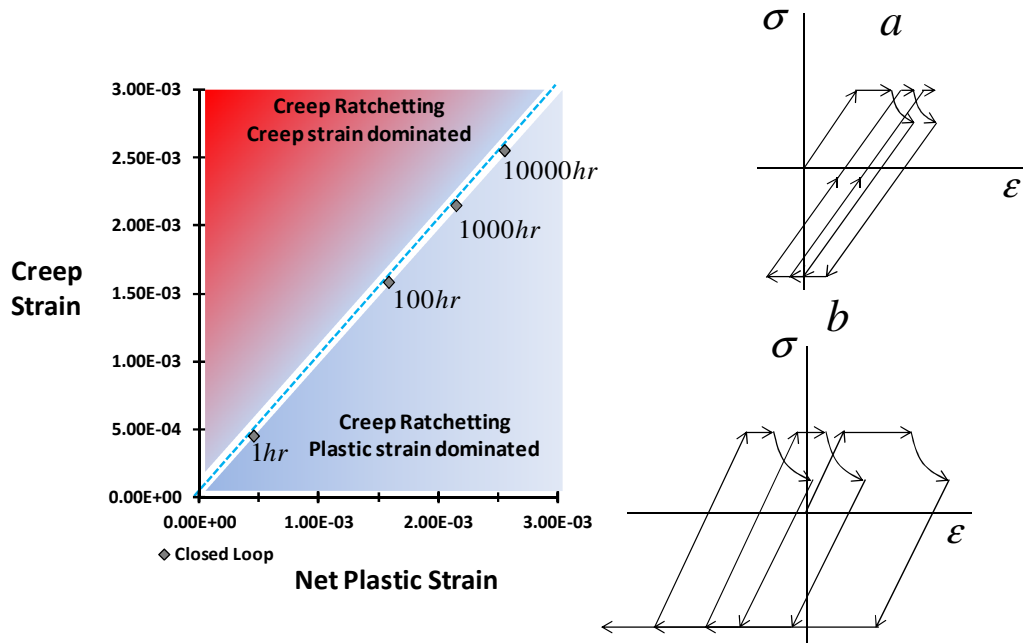 3.00E-03
2.50E-03
2.00E-03
1.50E-03
1.00E-03
5.00E-04
0.00E+00
Creep
Strain
Creep Ratchetting
Creep strain dominated
10000hr
1000hr
100hr
1hr
Creep Ratchetting
Plastic strain dominated
0.00E+00 1.00E-03 2.00E-03 3.00E-03
Closed Loop
Net Plastic Strain
σ a
ε
b
σ
ε